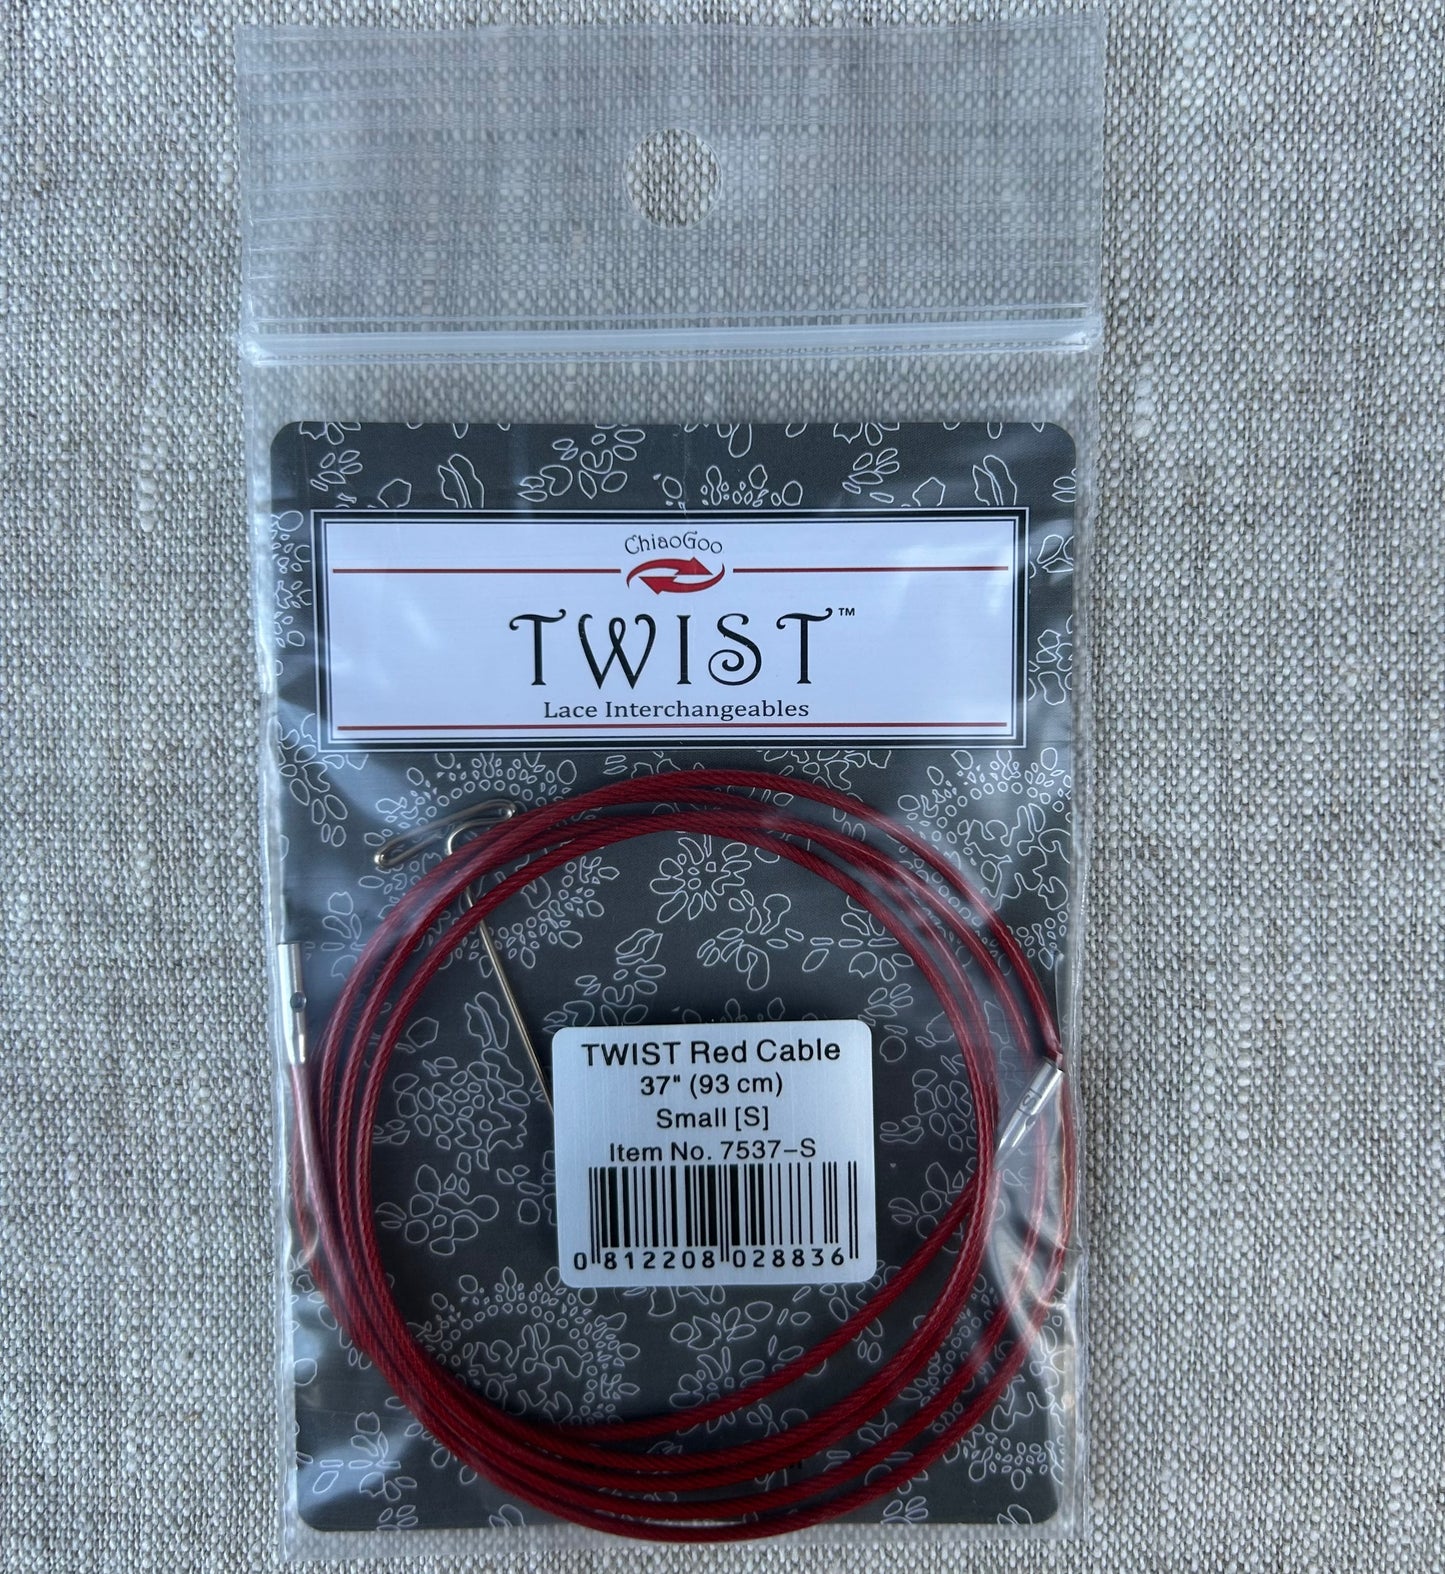 ChiaoGoo
TWIST™
Lace Interchangeables
TWIST Red Cable
37" (93 cm)
Small [S]
Item No. 7537-S
0 812208 028836
[S]